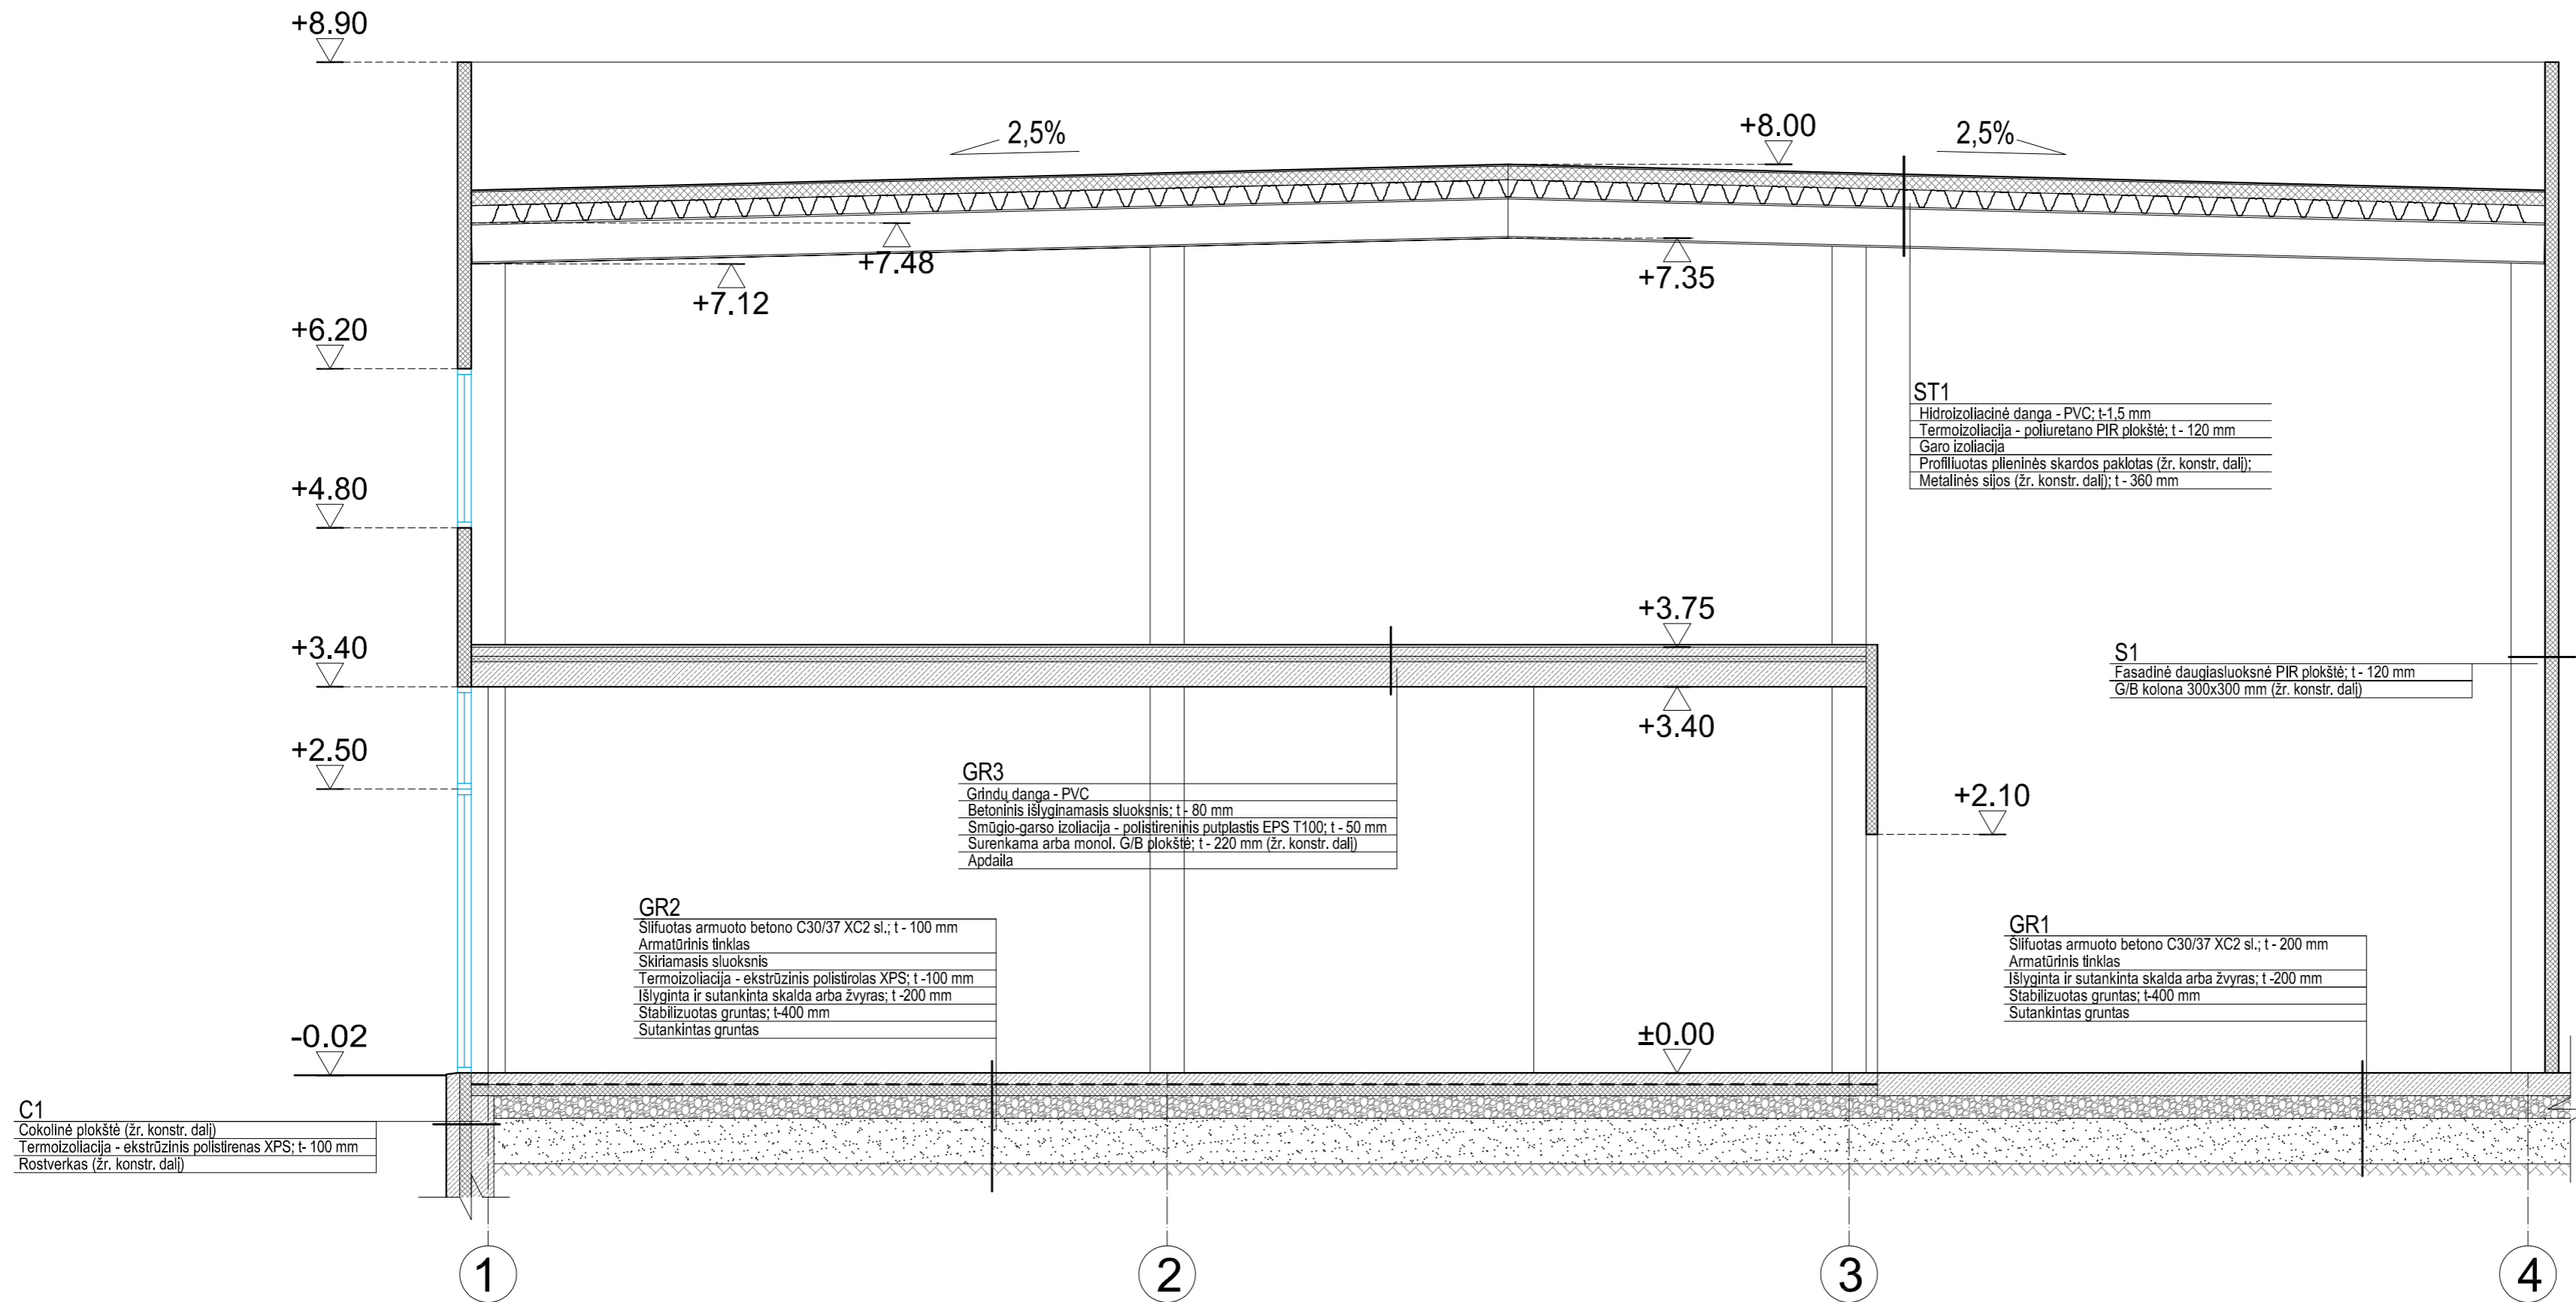 +8.90
2,5%
+8.00
2,5%
+7.48
+7.12
+7.35
+6.20
ST1
Hidroizoliacinė danga - PVC; t-1,5 mm
Termoizoliacija - poliuretano PIR plokštė; t - 120 mm
Garo izoliacija
Profiliuotas plieninės skardos paklotas (žr. konstr. dalį);
Metalinės sijos (žr. konstr. dalį); t - 360 mm
+4.80
+3.75
+3.40
S1
Fasadinė daugiasluoksnė PIR plokštė; t - 120 mm
G/B kolona 300x300 mm (žr. konstr. dalį)
+3.40
+2.50
GR3
Grindų danga - PVC
Betoninis išlyginamasis sluoksnis; t - 80 mm
Smūgio-garso izoliacija - polistireninis putplastis EPS T100; t - 50 mm
Surenkama arba monol. G/B plokštė; t - 220 mm (žr. konstr. dalį)
Apdaila
+2.10
GR2
Šlifuotas armuoto betono C30/37 XC2 sl.; t - 100 mm
Armatūrinis tinklas
Skiriamasis sluoksnis
Termoizoliacija - ekstrūzinis polistirolas XPS; t -100 mm
Išlyginta ir sutankinta skalda arba žvyras; t -200 mm
Stabilizuotas gruntas; t-400 mm
Sutankintas gruntas
GR1
Šlifuotas armuoto betono C30/37 XC2 sl.; t - 200 mm
Armatūrinis tinklas
Išlyginta ir sutankinta skalda arba žvyras; t -200 mm
Stabilizuotas gruntas; t-400 mm
Sutankintas gruntas
-0.02
±0.00
C1
Cokolinė plokštė (žr. konstr. dalį)
Termoizoliacija - ekstrūzinis polistirenas XPS; t- 100 mm
Rostverkas (žr. konstr. dalį)
1
2
3
4